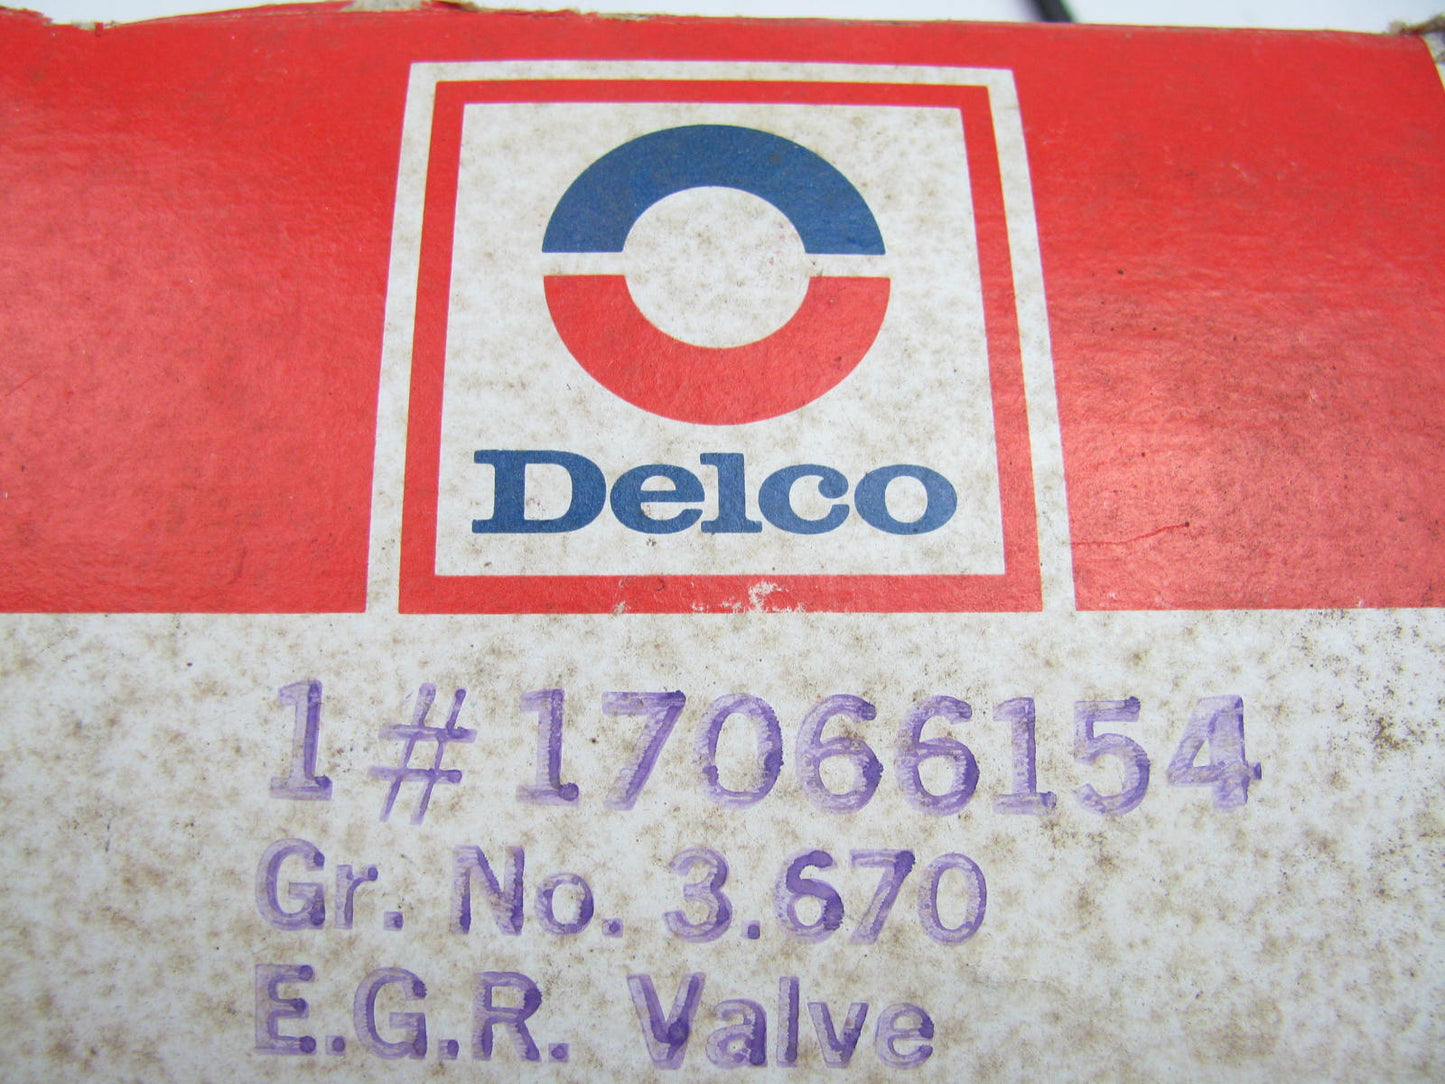 Delco
1#17066154
Gr. No. 3.670
E.G.R. Valve